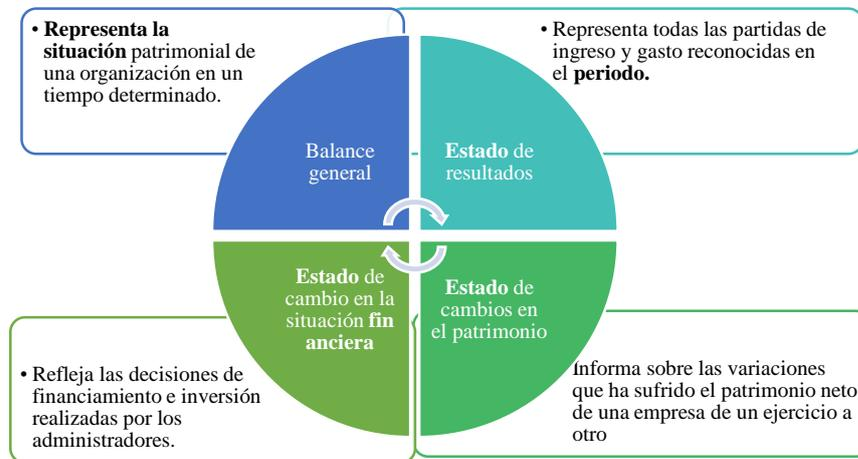 • Representa la
situación patrimonial de
una organización en un
tiempo determinado.
• Representa todas las partidas de
ingreso y gasto reconocidas en
el periodo.
Balance
general
Estado de
resultados
Estado de
cambio en la
situación fin
anciera
Estado de
cambios en
el patrimonio
• Refleja las decisiones de
financiamiento e inversión
realizadas por los
administradores.
Informa sobre las variaciones
que ha sufrido el patrimonio neto
de una empresa de un ejercicio a
otro